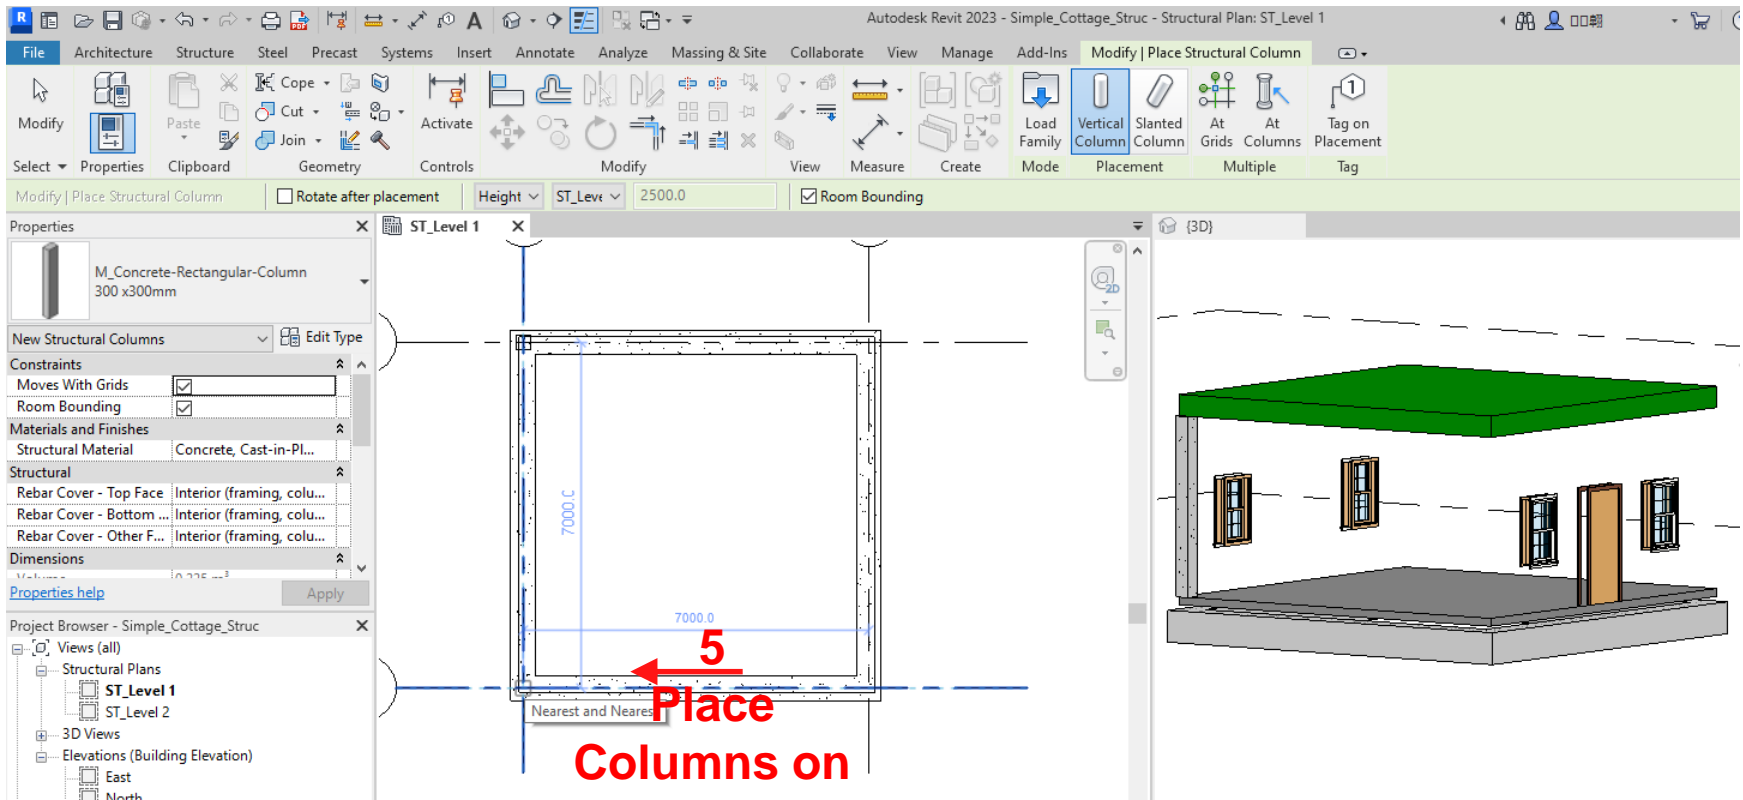 R
A
Autodesk Revit 2023 - Simple_Cottage_Struc - Structural Plan: ST_Level 1
File Architecture Structure Steel Precast Systems Insert Annotate Analyze Massing & Site Collaborate View Manage Add-Ins Modify | Place Structural Column
Cope
Cut
Join
Modify
Paste
Activate
Load Family
Vertical Column
Slanted Column
At Grids
At Columns
Tag on Placement
Select Properties Clipboard Geometry Controls Modify View Measure Create Mode Placement Multiple Tag
Modify | Place Structural Column Rotate after placement Height ST_Leve 2500.0 Room Bounding
Properties
M_Concrete-Rectangular-Column
300 x300mm
New Structural Columns Edit Type
Constraints
Moves With Grids
Room Bounding
Materials and Finishes
Structural Material Concrete, Cast-in-Pl...
Structural
Rebar Cover - Top Face Interior (framing, colu...
Rebar Cover - Bottom ... Interior (framing, colu...
Rebar Cover - Other F... Interior (framing, colu...
Dimensions
Volume 0.225 m³
Properties help Apply
Project Browser - Simple_Cottage_Struc
Views (all)
Structural Plans
ST_Level 1
ST_Level 2
3D Views
Elevations (Building Elevation)
East
North
ST_Level 1
2D
7000.0
7000.0
5
Nearest and Neares
Place
Columns on
{3D}